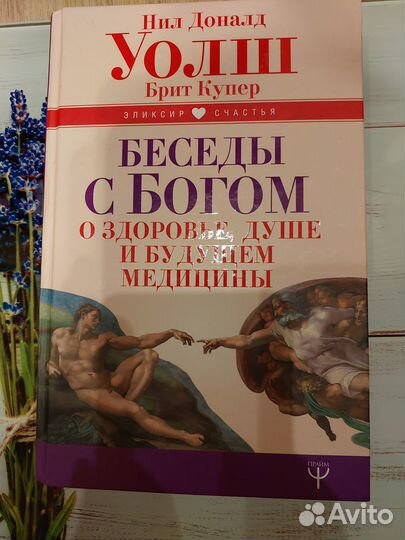 Нил Доналд
УОЛШ
Брит Купер
ЭЛИКСИР СЧАСТЬЯ
БЕСЕДЫ
С БОГОМ
О ЗДОРОВЬЕ, ДУШЕ
И БУДУЩЕМ
МЕДИЦИНЫ
ПРАЙМ
Avito